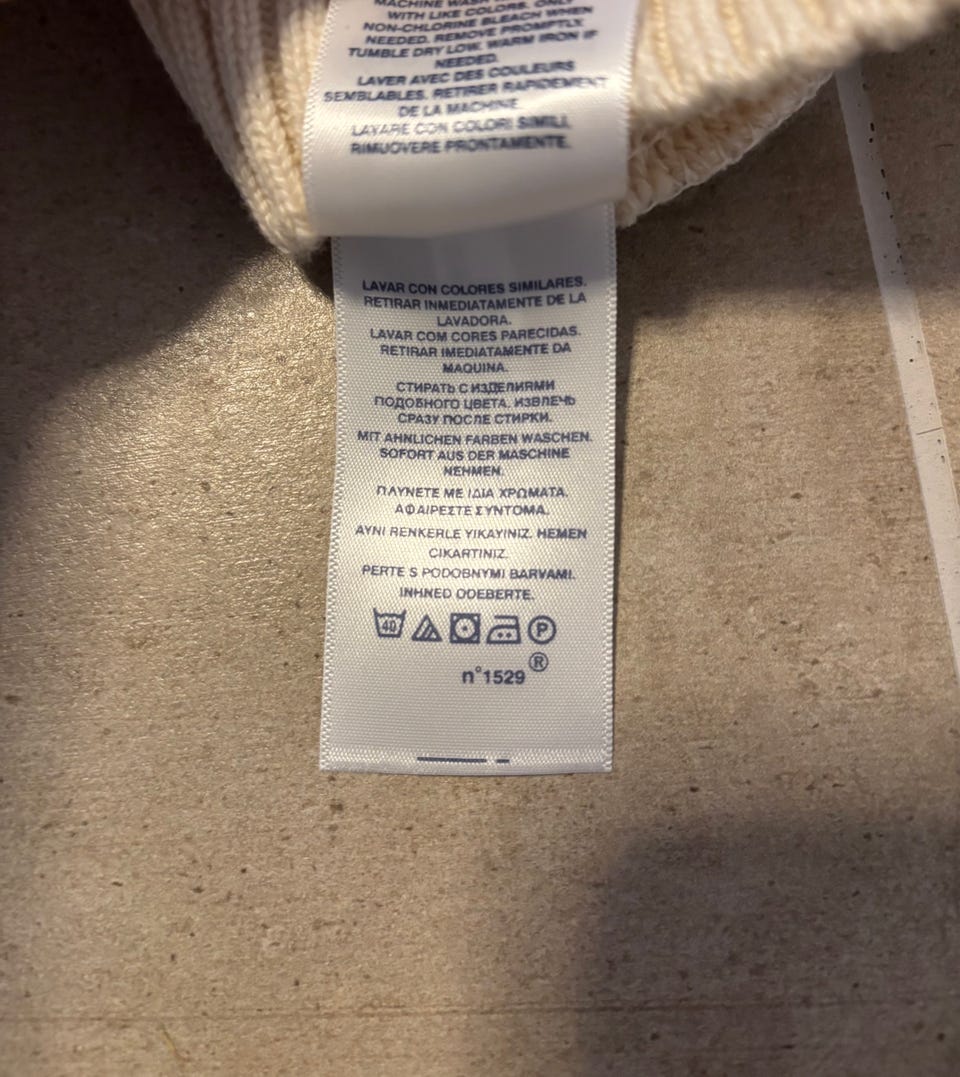 MACHINE WASH
WITH LIKE COLORS. ONLY
NON-CHLORINE BLEACH WHEN
NEEDED. REMOVE PROMPTLY.
TUMBLE DRY LOW. WARM IRON IF
NEEDED.
LAVER AVEC DES COULEURS
SEMBLABLES. RETIRER RAPIDEMENT
DE LA MACHINE.
LAVARE CON COLORI SIMILI.
RIMUOVERE PRONTAMENTE.
LAVAR CON COLORES SIMILARES.
RETIRAR INMEDIATAMENTE DE LA
LAVADORA.
LAVAR COM CORES PARECIDAS.
RETIRAR IMEDIATAMENTE DA
MAQUINA.
СТИРАТЬ С ИЗДЕЛИЯМИ
ПОДОБНОГО ЦВЕТА. ИЗВЛЕЧЬ
СРАЗУ ПОСЛЕ СТИРКИ.
MIT AHNLICHEN FARBEN WASCHEN.
SOFORT AUS DER MASCHINE
NEHMEN.
ΠΛΥΝΕΤΕ ΜΕ ΙΔΙΑ ΧΡΩΜΑΤΑ.
ΑΦΑΙΡΕΣΤΕ ΣΥΝΤΟΜΑ.
AYNI RENKERLE YIKAYINIZ. HEMEN
CIKARTINIZ.
PERTE S PODOBNYMI BARVAMI.
IHNED ODEBERTE.
40 P
n°1529®